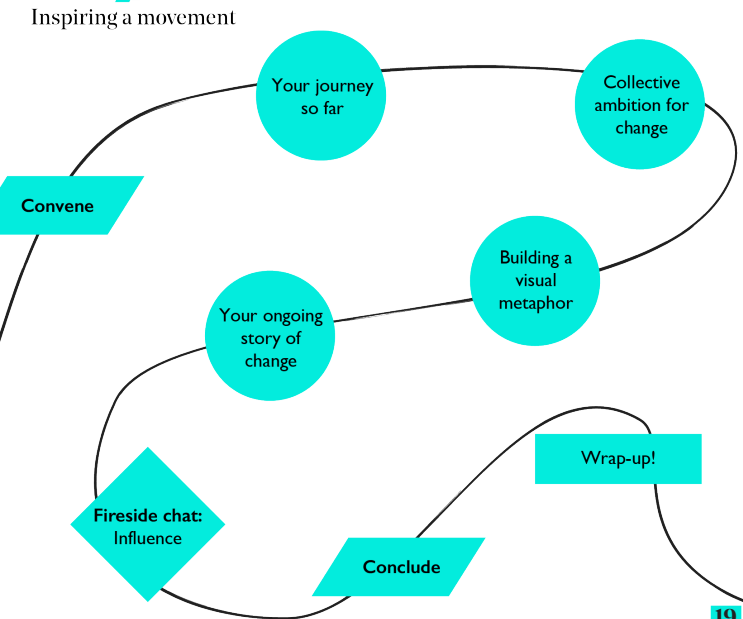 Inspiring a movement
Your journey
so far
Collective
ambition for
change
Convene
Building a
visual
metaphor
Your ongoing
story of
change
Fireside chat:
Influence
Conclude
Wrap-up!
19